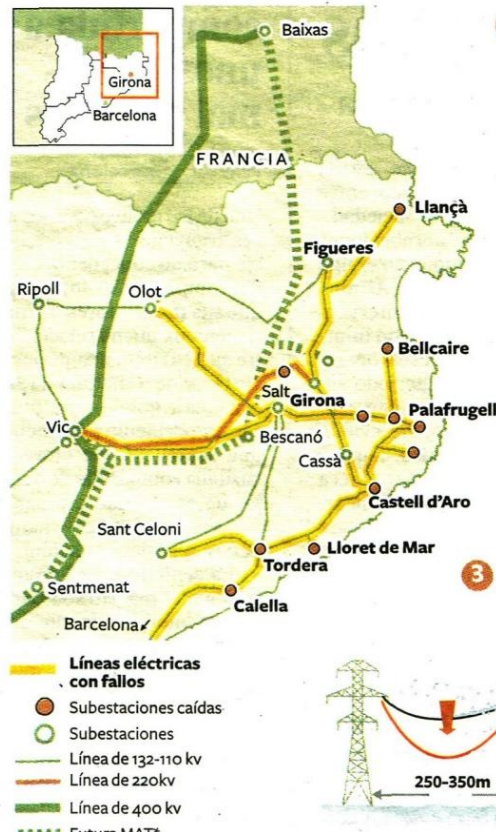 Baixas
Girona
Barcelona
FRANCIA
Llançà
Figueres
Ripoll
Olot
Bellcaire
Salt
Girona
Palafrugell
Vic
Bescanó
Cassà
Castell d'Aro
Sant Celoni
Lloret de Mar
Tordera
Sentmenat
Calella
3
Barcelona
Líneas eléctricas
con fallos
Subestaciones caídas
Subestaciones
Línea de 132-110 kv
Línea de 220kv
Línea de 400 kv
Futura MAT*
250-350m